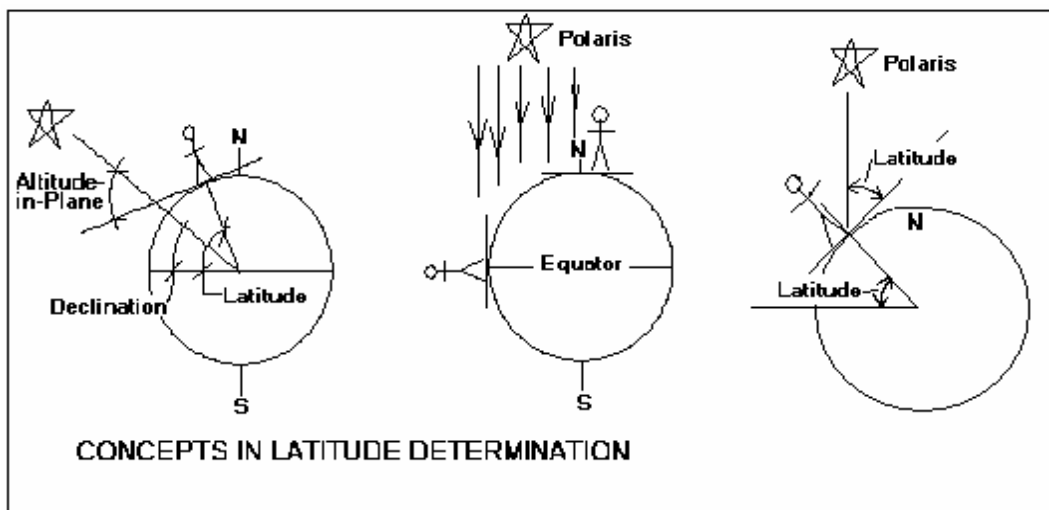 N
Altitude-
in-Plane
Declination
Latitude
S
Polaris
N
Equator
S
Polaris
Latitude
N
Latitude
CONCEPTS IN LATITUDE DETERMINATION